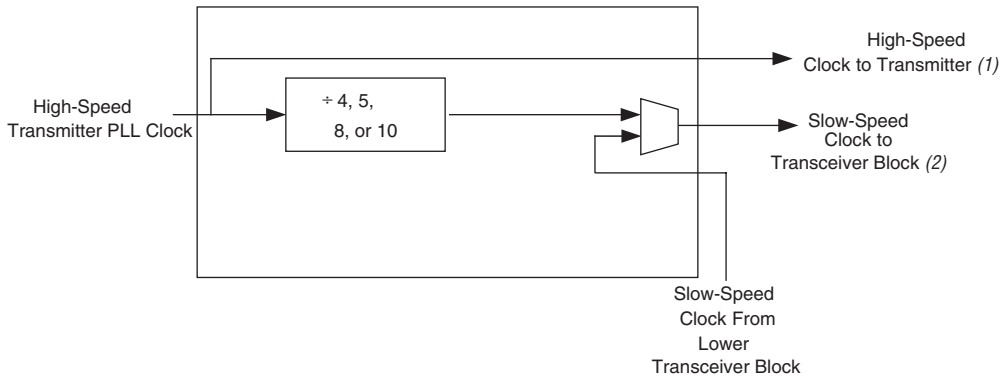 High-Speed
Transmitter PLL Clock
÷ 4, 5,
8, or 10
High-Speed
Clock to Transmitter (1)
Slow-Speed
Clock to
Transceiver Block (2)
Slow-Speed
Clock From
Lower
Transceiver Block